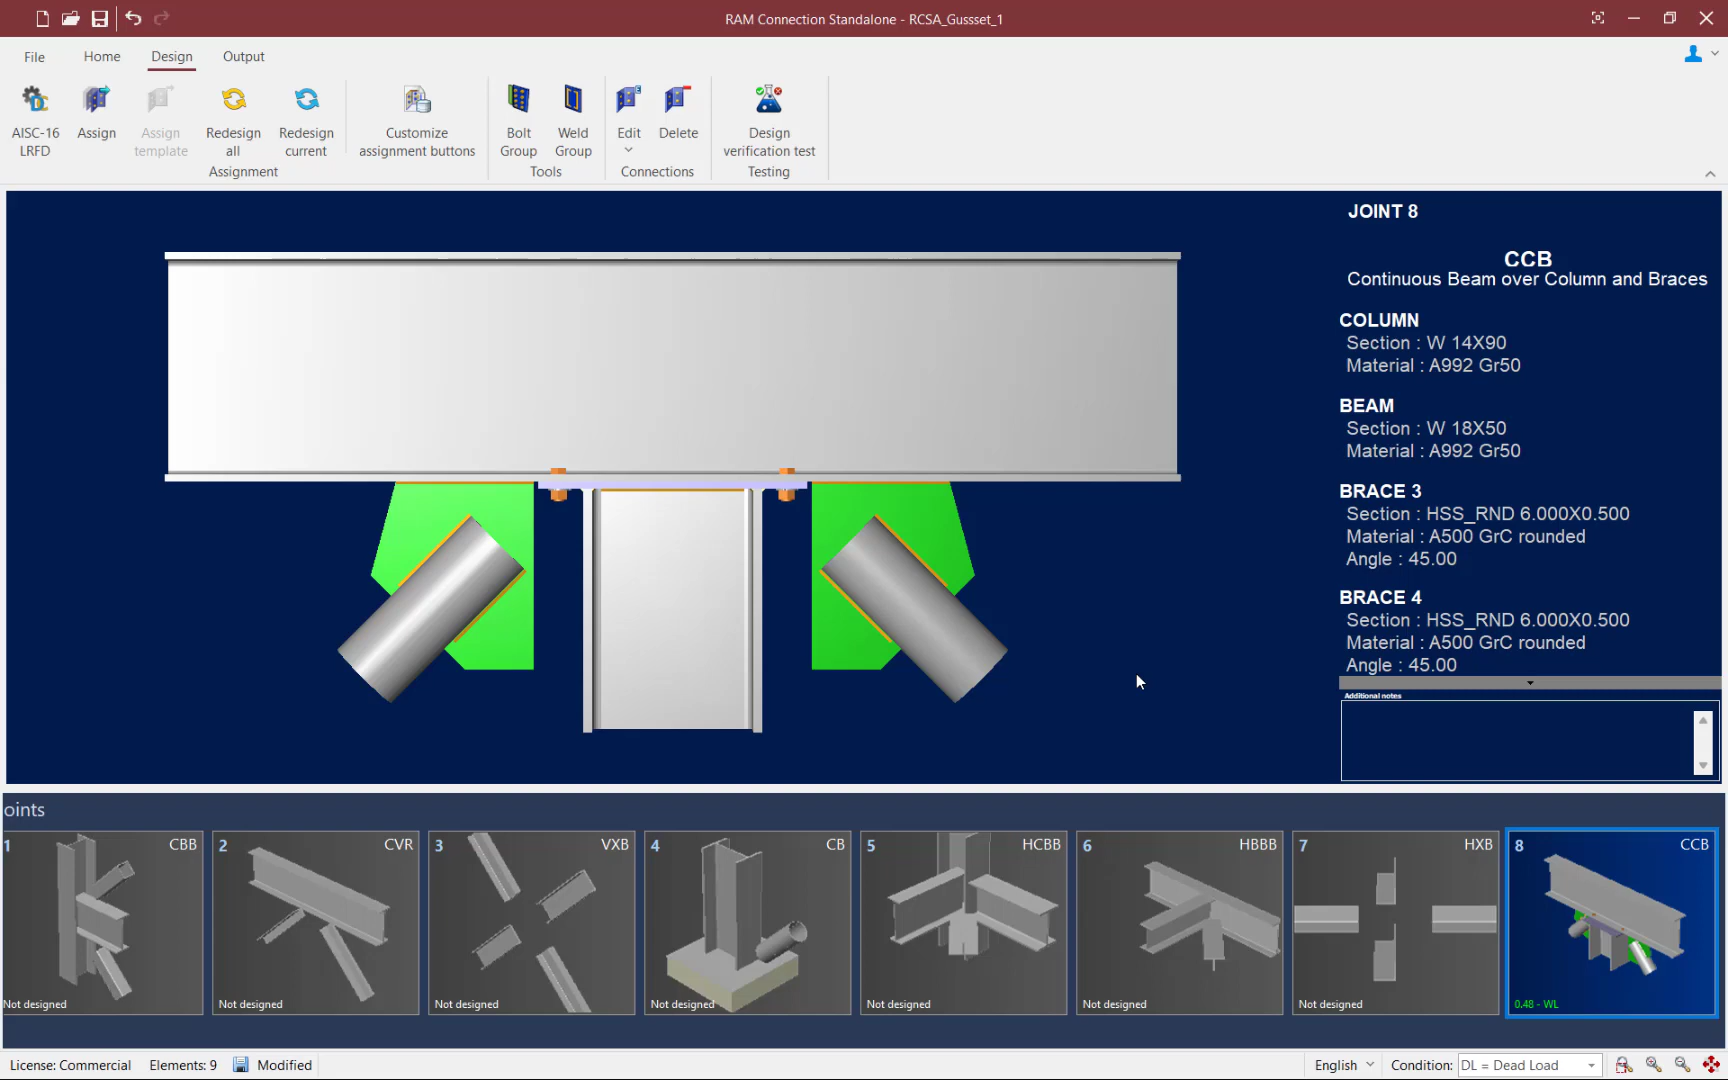 RAM Connection Standalone - RCSA_Gussset_1
File
Home
Design
Output
AISC-16
LRFD
Assign
Assign
template
Redesign
all
Redesign
current
Customize
assignment buttons
Bolt
Group
Weld
Group
Edit
Delete
Design
verification test
Assignment
Tools
Connections
Testing
JOINT 8
CCB
Continuous Beam over Column and Braces
COLUMN
Section : W 14X90
Material : A992 Gr50
BEAM
Section : W 18X50
Material : A992 Gr50
BRACE 3
Section : HSS_RND 6.000X0.500
Material : A500 GrC rounded
Angle : 45.00
BRACE 4
Section : HSS_RND 6.000X0.500
Material : A500 GrC rounded
Angle : 45.00
Additional notes
oints
1 CBB
Not designed
2 CVR
Not designed
3 VXB
Not designed
4 CB
Not designed
5 HCBB
Not designed
6 HBBB
Not designed
7 HXB
Not designed
8 CCB
0.48 - WL
License: Commercial
Elements: 9
Modified
English
Condition:
DL = Dead Load